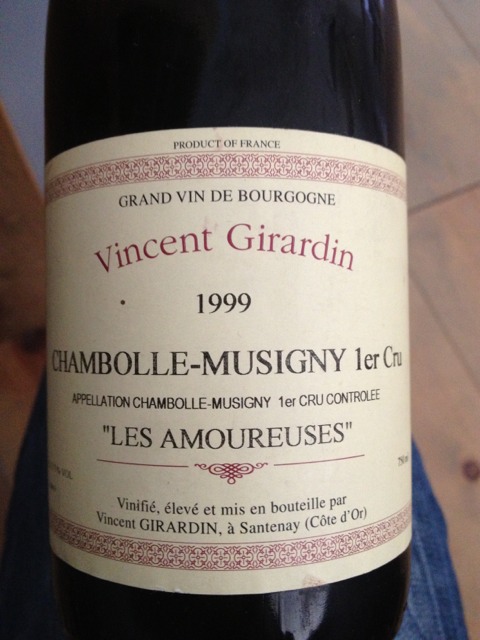 PRODUCT OF FRANCE
GRAND VIN DE BOURGOGNE
Vincent Girardin
1999
CHAMBOLLE-MUSIGNY 1er Cru
APPELLATION CHAMBOLLE-MUSIGNY 1er CRU CONTROLEE
"LES AMOUREUSES"
Vinifié, élevé et mis en bouteille par
Vincent GIRARDIN, à Santenay (Côte d'Or)